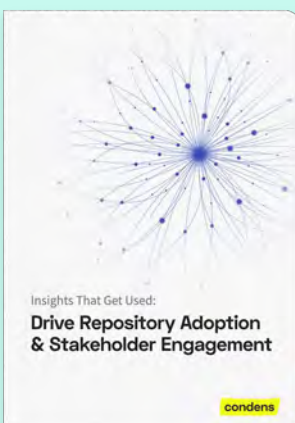 Insights That Get Used:
Drive Repository Adoption
& Stakeholder Engagement
condens